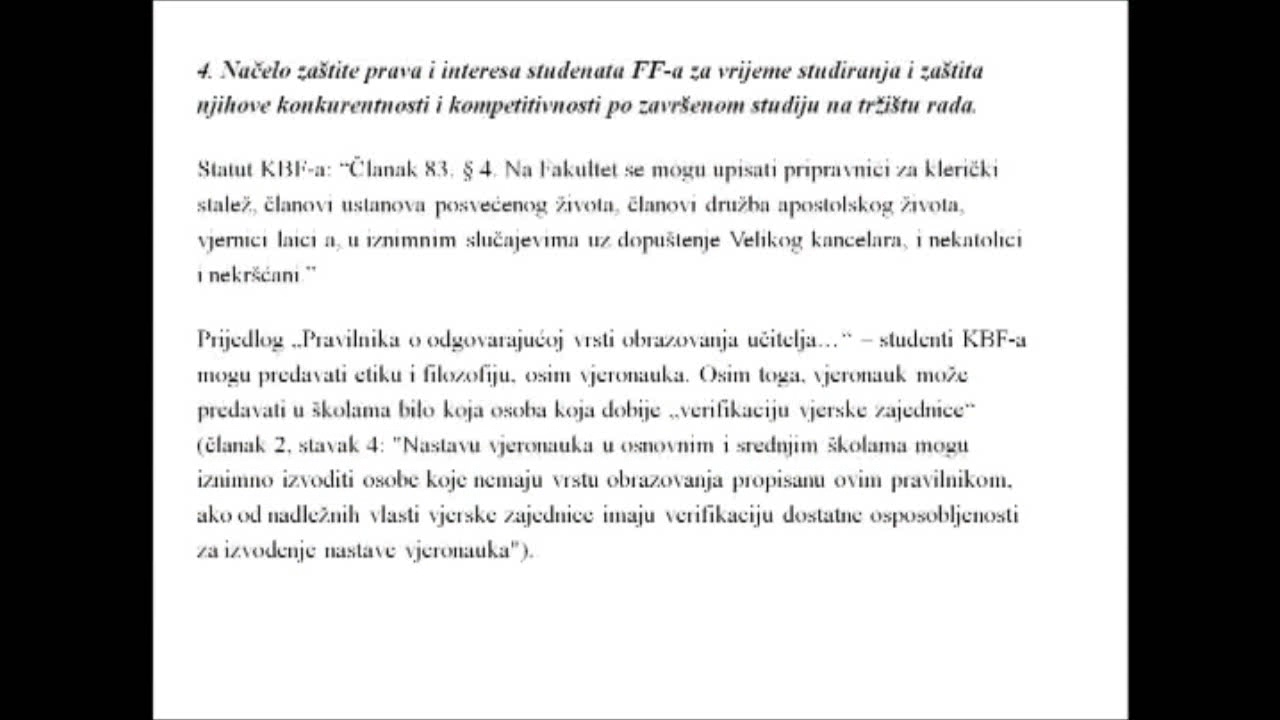 4. Načelo zaštite prava i interesa studenata FF-a za vrijeme studiranja i zaštita
njihove konkurentnosti i kompetitivnosti po završenom studiju na tržištu rada.
Statut KBF-a: “Članak 83. § 4. Na Fakultet se mogu upisati pripravnici za klerički
stalež, članovi ustanova posvećenog života, članovi družba apostolskog života,
vjernici laici a, u iznimnim slučajevima uz dopuštenje Velikog kancelara, i nekatolici
i nekršćani.”
Prijedlog „Pravilnika o odgovarajućoj vrsti obrazovanja učitelja…“ – studenti KBF-a
mogu predavati etiku i filozofiju, osim vjeronauka. Osim toga, vjeronauk može
predavati u školama bilo koja osoba koja dobije „verifikaciju vjerske zajednice“
(članak 2, stavak 4: "Nastavu vjeronauka u osnovnim i srednjim školama mogu
iznimno izvoditi osobe koje nemaju vrstu obrazovanja propisanu ovim pravilnikom,
ako od nadležnih vlasti vjerske zajednice imaju verifikaciju dostatne osposobljenosti
za izvođenje nastave vjeronauka").